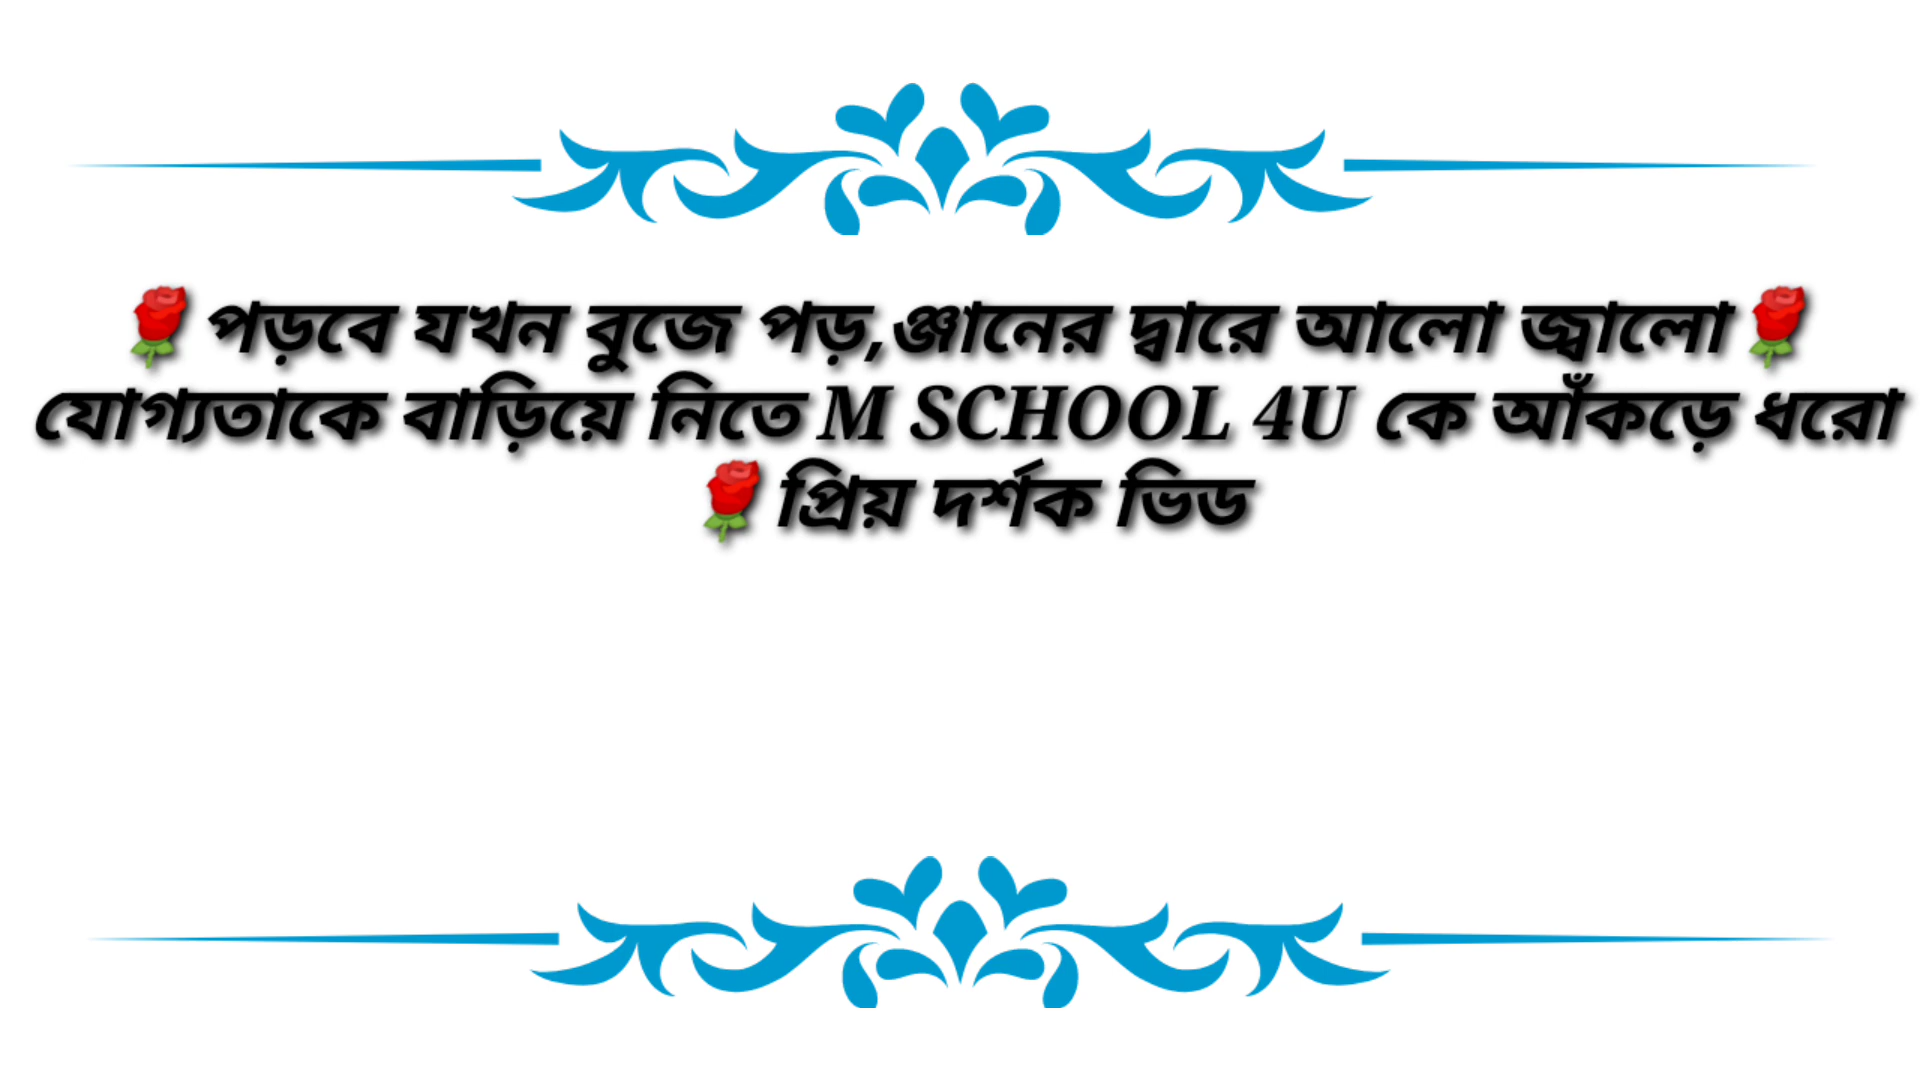 🌹পড়বে যখন বুজে পড়,ঞ্জানের দ্বারে আলো জ্বালো🌹
যোগ্যতাকে বাড়িয়ে নিতে M SCHOOL 4U কে আঁকড়ে ধরো
🌹প্রিয় দর্শক ভিড